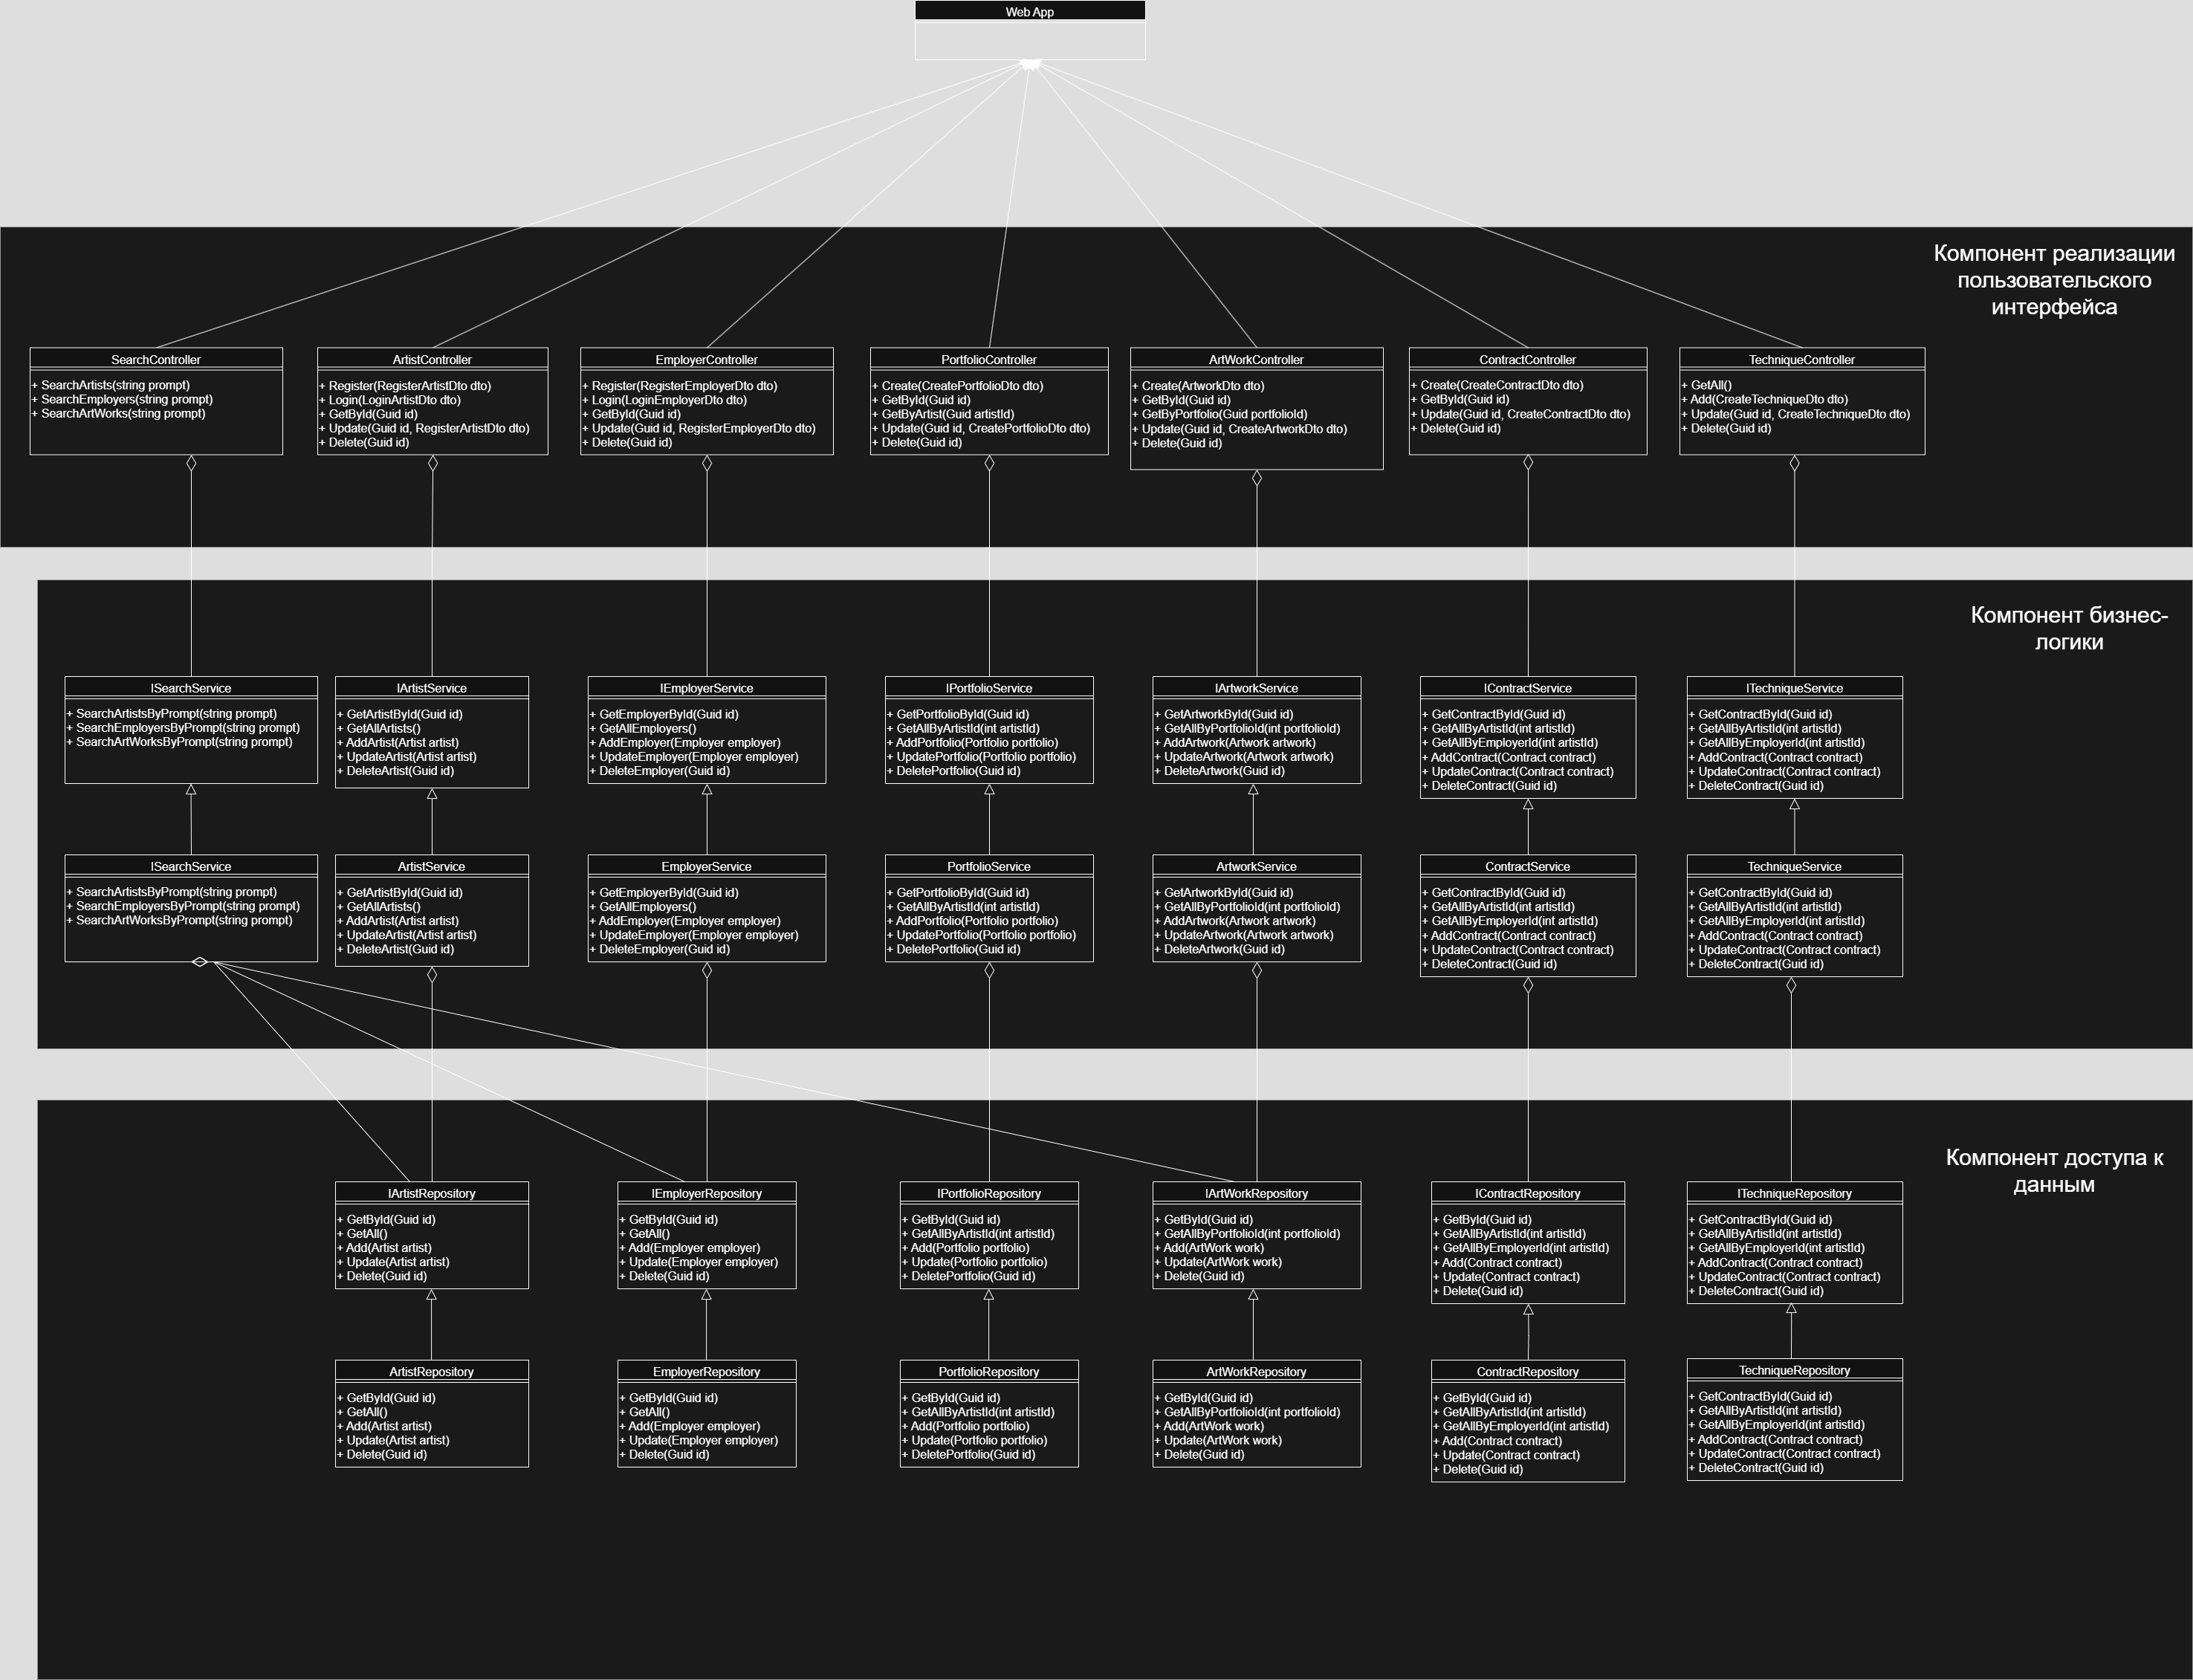 Web App
Компонент реализации
пользовательского
интерфейса
SearchController
+ SearchArtists(string prompt)
+ SearchEmployers(string prompt)
+ SearchArtWorks(string prompt)
ArtistController
+ Register(RegisterArtistDto dto)
+ Login(LoginArtistDto dto)
+ GetById(Guid id)
+ Update(Guid id, RegisterArtistDto dto)
+ Delete(Guid id)
EmployerController
+ Register(RegisterEmployerDto dto)
+ Login(LoginEmployerDto dto)
+ GetById(Guid id)
+ Update(Guid id, RegisterEmployerDto dto)
+ Delete(Guid id)
PortfolioController
+ Create(CreatePortfolioDto dto)
+ GetById(Guid id)
+ GetByArtist(Guid artistId)
+ Update(Guid id, CreatePortfolioDto dto)
+ Delete(Guid id)
ArtWorkController
+ Create(ArtworkDto dto)
+ GetById(Guid id)
+ GetByPortfolio(Guid portfolioId)
+ Update(Guid id, CreateArtworkDto dto)
+ Delete(Guid id)
ContractController
+ Create(CreateContractDto dto)
+ GetById(Guid id)
+ Update(Guid id, CreateContractDto dto)
+ Delete(Guid id)
TechniqueController
+ GetAll()
+ Add(CreateTechniqueDto dto)
+ Update(Guid id, CreateTechniqueDto dto)
+ Delete(Guid id)
Компонент бизнес-
логики
ISearchService
+ SearchArtistsByPrompt(string prompt)
+ SearchEmployersByPrompt(string prompt)
+ SearchArtWorksByPrompt(string prompt)
IArtistService
+ GetArtistById(Guid id)
+ GetAllArtists()
+ AddArtist(Artist artist)
+ UpdateArtist(Artist artist)
+ DeleteArtist(Guid id)
IEmployerService
+ GetEmployerById(Guid id)
+ GetAllEmployers()
+ AddEmployer(Employer employer)
+ UpdateEmployer(Employer employer)
+ DeleteEmployer(Guid id)
IPortfolioService
+ GetPortfolioById(Guid id)
+ GetAllByArtistId(int artistId)
+ AddPortfolio(Portfolio portfolio)
+ UpdatePortfolio(Portfolio portfolio)
+ DeletePortfolio(Guid id)
IArtworkService
+ GetArtworkById(Guid id)
+ GetAllByPortfolioId(int portfolioId)
+ AddArtwork(Artwork artwork)
+ UpdateArtwork(Artwork artwork)
+ DeleteArtwork(Guid id)
IContractService
+ GetContractById(Guid id)
+ GetAllByArtistId(int artistId)
+ GetAllByEmployerId(int artistId)
+ AddContract(Contract contract)
+ UpdateContract(Contract contract)
+ DeleteContract(Guid id)
ITechniqueService
+ GetContractById(Guid id)
+ GetAllByArtistId(int artistId)
+ GetAllByEmployerId(int artistId)
+ AddContract(Contract contract)
+ UpdateContract(Contract contract)
+ DeleteContract(Guid id)
ISearchService
+ SearchArtistsByPrompt(string prompt)
+ SearchEmployersByPrompt(string prompt)
+ SearchArtWorksByPrompt(string prompt)
ArtistService
+ GetArtistById(Guid id)
+ GetAllArtists()
+ AddArtist(Artist artist)
+ UpdateArtist(Artist artist)
+ DeleteArtist(Guid id)
EmployerService
+ GetEmployerById(Guid id)
+ GetAllEmployers()
+ AddEmployer(Employer employer)
+ UpdateEmployer(Employer employer)
+ DeleteEmployer(Guid id)
PortfolioService
+ GetPortfolioById(Guid id)
+ GetAllByArtistId(int artistId)
+ AddPortfolio(Portfolio portfolio)
+ UpdatePortfolio(Portfolio portfolio)
+ DeletePortfolio(Guid id)
ArtworkService
+ GetArtworkById(Guid id)
+ GetAllByPortfolioId(int portfolioId)
+ AddArtwork(Artwork artwork)
+ UpdateArtwork(Artwork artwork)
+ DeleteArtwork(Guid id)
ContractService
+ GetContractById(Guid id)
+ GetAllByArtistId(int artistId)
+ GetAllByEmployerId(int artistId)
+ AddContract(Contract contract)
+ UpdateContract(Contract contract)
+ DeleteContract(Guid id)
TechniqueService
+ GetContractById(Guid id)
+ GetAllByArtistId(int artistId)
+ GetAllByEmployerId(int artistId)
+ AddContract(Contract contract)
+ UpdateContract(Contract contract)
+ DeleteContract(Guid id)
Компонент доступа к
данным
IArtistRepository
+ GetById(Guid id)
+ GetAll()
+ Add(Artist artist)
+ Update(Artist artist)
+ Delete(Guid id)
IEmployerRepository
+ GetById(Guid id)
+ GetAll()
+ Add(Employer employer)
+ Update(Employer employer)
+ Delete(Guid id)
IPortfolioRepository
+ GetById(Guid id)
+ GetAllByArtistId(int artistId)
+ Add(Portfolio portfolio)
+ Update(Portfolio portfolio)
+ DeletePortfolio(Guid id)
IArtWorkRepository
+ GetById(Guid id)
+ GetAllByPortfolioId(int portfolioId)
+ Add(ArtWork work)
+ Update(ArtWork work)
+ Delete(Guid id)
IContractRepository
+ GetById(Guid id)
+ GetAllByArtistId(int artistId)
+ GetAllByEmployerId(int artistId)
+ Add(Contract contract)
+ Update(Contract contract)
+ Delete(Guid id)
ITechniqueRepository
+ GetContractById(Guid id)
+ GetAllByArtistId(int artistId)
+ GetAllByEmployerId(int artistId)
+ AddContract(Contract contract)
+ UpdateContract(Contract contract)
+ DeleteContract(Guid id)
ArtistRepository
+ GetById(Guid id)
+ GetAll()
+ Add(Artist artist)
+ Update(Artist artist)
+ Delete(Guid id)
EmployerRepository
+ GetById(Guid id)
+ GetAll()
+ Add(Employer employer)
+ Update(Employer employer)
+ Delete(Guid id)
PortfolioRepository
+ GetById(Guid id)
+ GetAllByArtistId(int artistId)
+ Add(Portfolio portfolio)
+ Update(Portfolio portfolio)
+ DeletePortfolio(Guid id)
ArtWorkRepository
+ GetById(Guid id)
+ GetAllByPortfolioId(int portfolioId)
+ Add(ArtWork work)
+ Update(ArtWork work)
+ Delete(Guid id)
ContractRepository
+ GetById(Guid id)
+ GetAllByArtistId(int artistId)
+ GetAllByEmployerId(int artistId)
+ Add(Contract contract)
+ Update(Contract contract)
+ Delete(Guid id)
TechniqueRepository
+ GetContractById(Guid id)
+ GetAllByArtistId(int artistId)
+ GetAllByEmployerId(int artistId)
+ AddContract(Contract contract)
+ UpdateContract(Contract contract)
+ DeleteContract(Guid id)